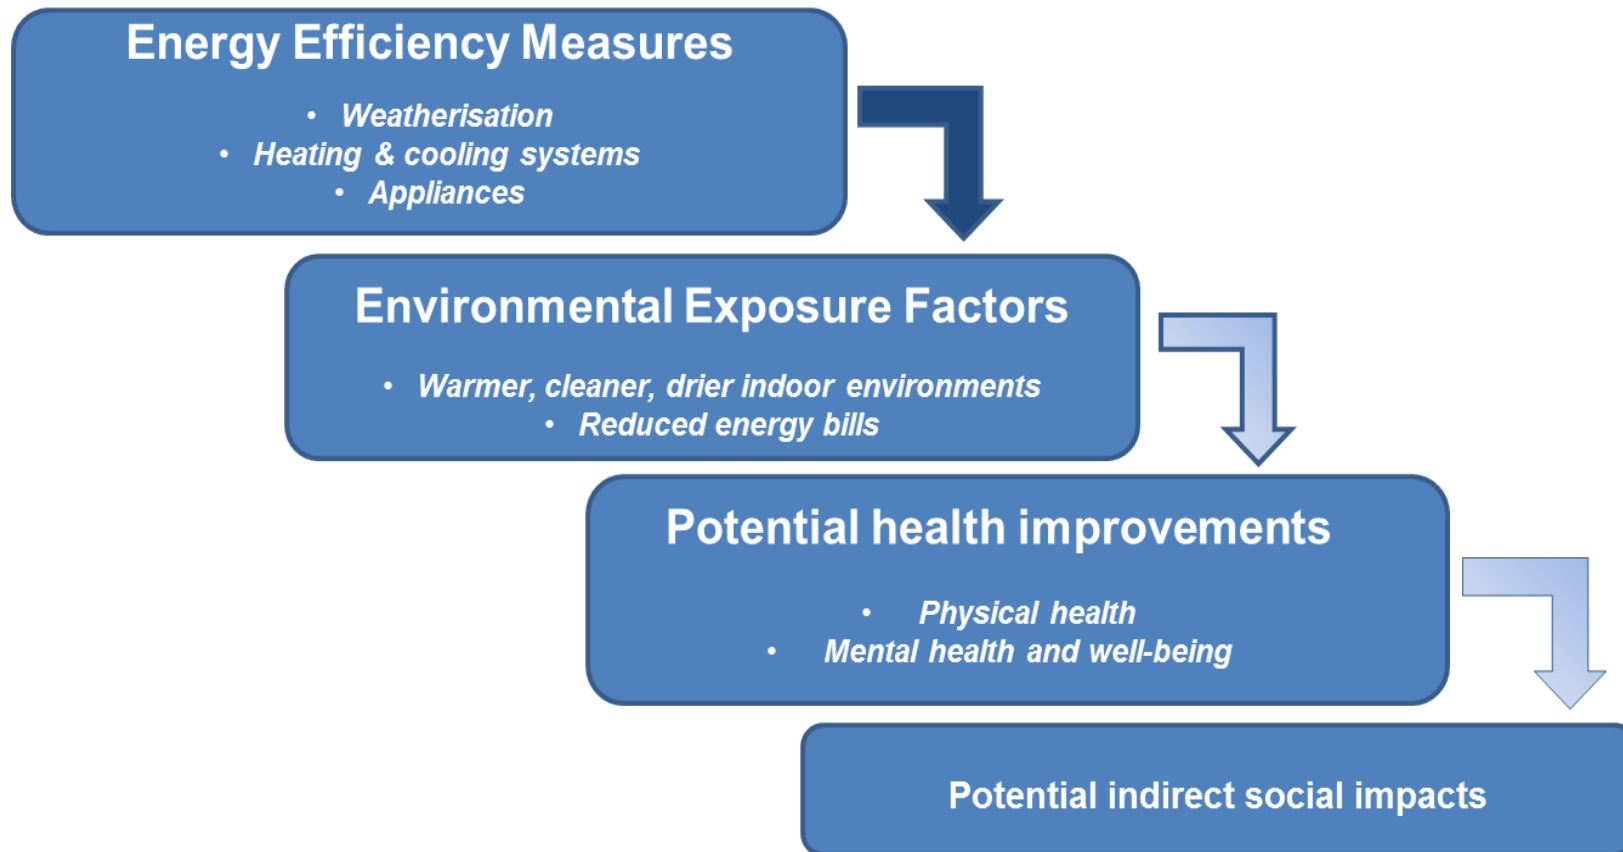 Energy Efficiency Measures
• Weatherisation
• Heating & cooling systems
• Appliances
Environmental Exposure Factors
• Warmer, cleaner, drier indoor environments
• Reduced energy bills
Potential health improvements
• Physical health
• Mental health and well-being
Potential indirect social impacts